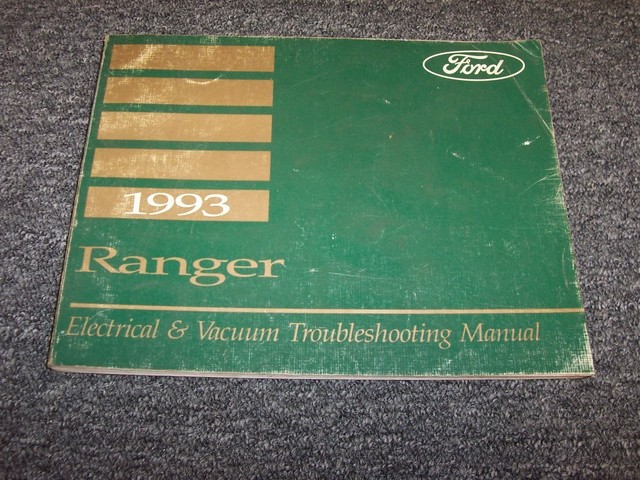 Ford
1993
Ranger
Electrical & Vacuum Troubleshooting Manual